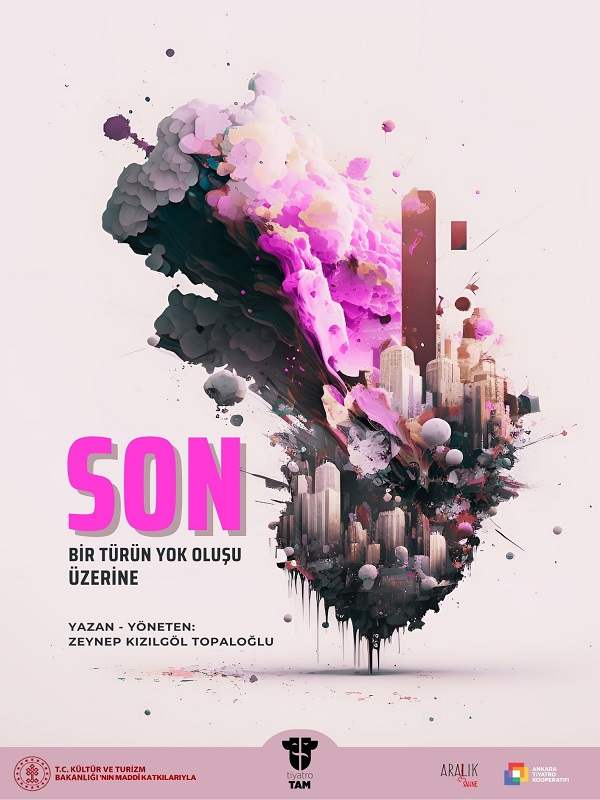 SON
BİR TÜRÜN YOK OLUŞU
ÜZERİNE
YAZAN - YÖNETEN:
ZEYNEP KIZILGÖL TOPALOĞLU
T.C. KÜLTÜR VE TURİZM
BAKANLIĞI'NIN MADDİ KATKILARIYLA
tiyatro
TAM
ARALIK
SAHNE
ANKARA
TİYATRO
KOOPERATİFİ